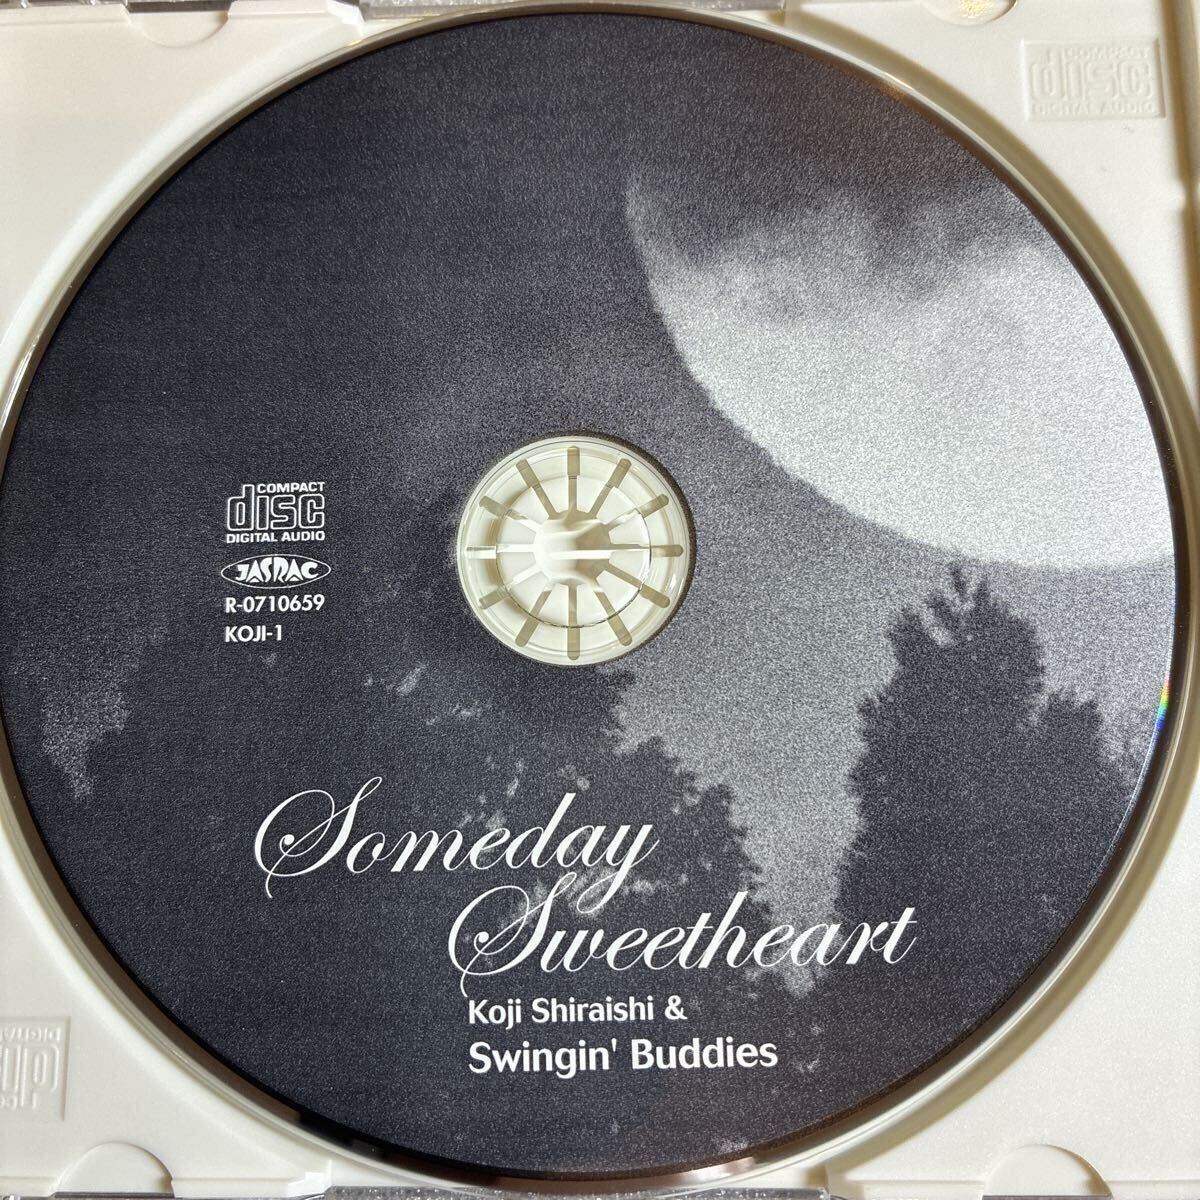 COMPACT
disc
DIGITAL AUDIO
COMPACT
disc
DIGITAL AUDIO
JASRAC
R-0710659
KOJI-1
Someday
Sweetheart
Koji Shiraishi &
Swingin' Buddies